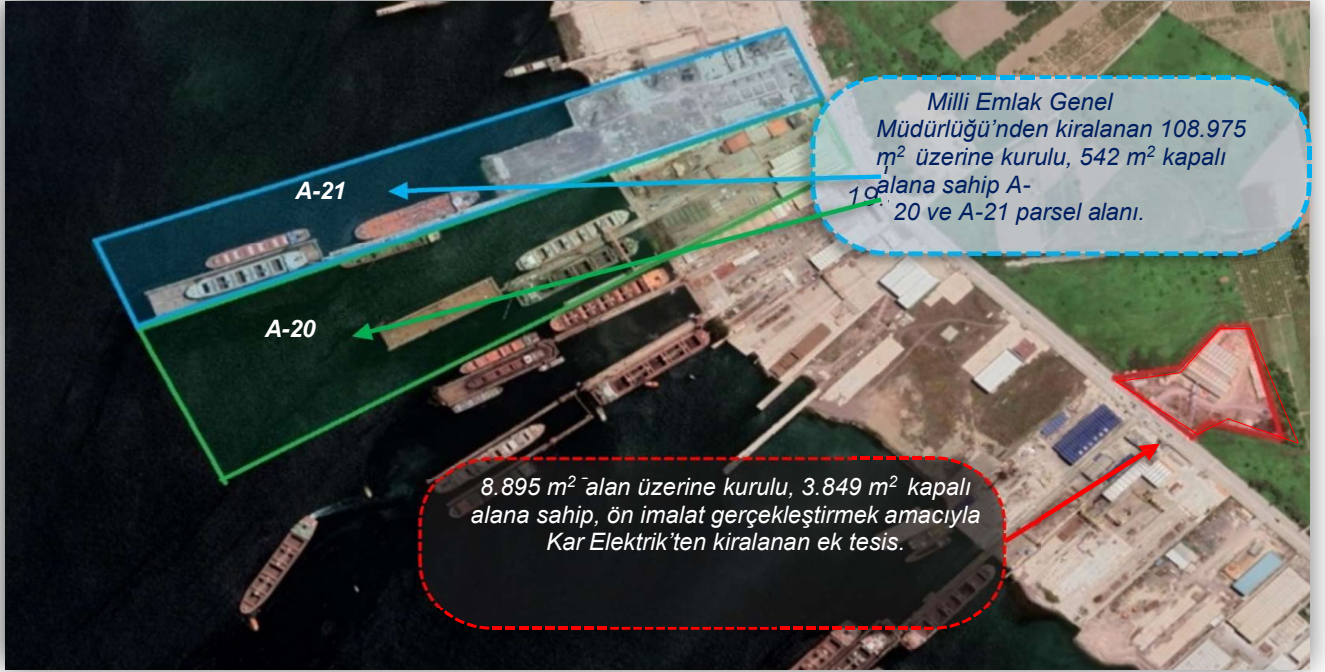 Milli Emlak Genel
Müdürlüğü’nden kiralanan 108.975
m² üzerine kurulu, 542 m² kapalı
alana sahip A-
19.
20 ve A-21 parsel alanı.
A-21
A-20
8.895 m² alan üzerine kurulu, 3.849 m² kapalı
alana sahip, ön imalat gerçekleştirmek amacıyla
Kar Elektrik’ten kiralanan ek tesis.